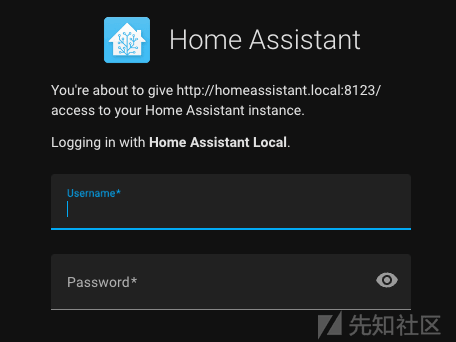 Home Assistant
You're about to give http://homeassistant.local:8123/
access to your Home Assistant instance.
Logging in with Home Assistant Local.
Username*
Password*
先知社区